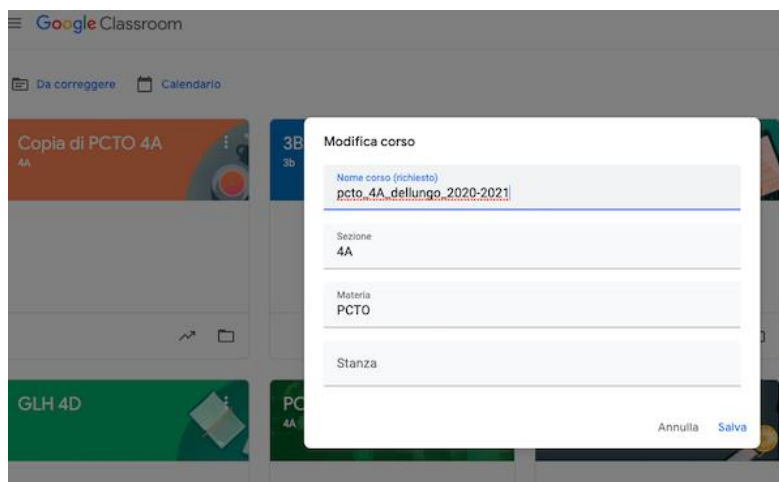 Google Classroom
Da correggere Calendario
Copia di PCTO 4A
4A
3B
3b
Modifica corso
Nome corso (richiesto)
pcto_4A_dellungo_2020-2021
Sezione
4A
Materia
PCTO
Stanza
Annulla Salva
GLH 4D
PC
4A